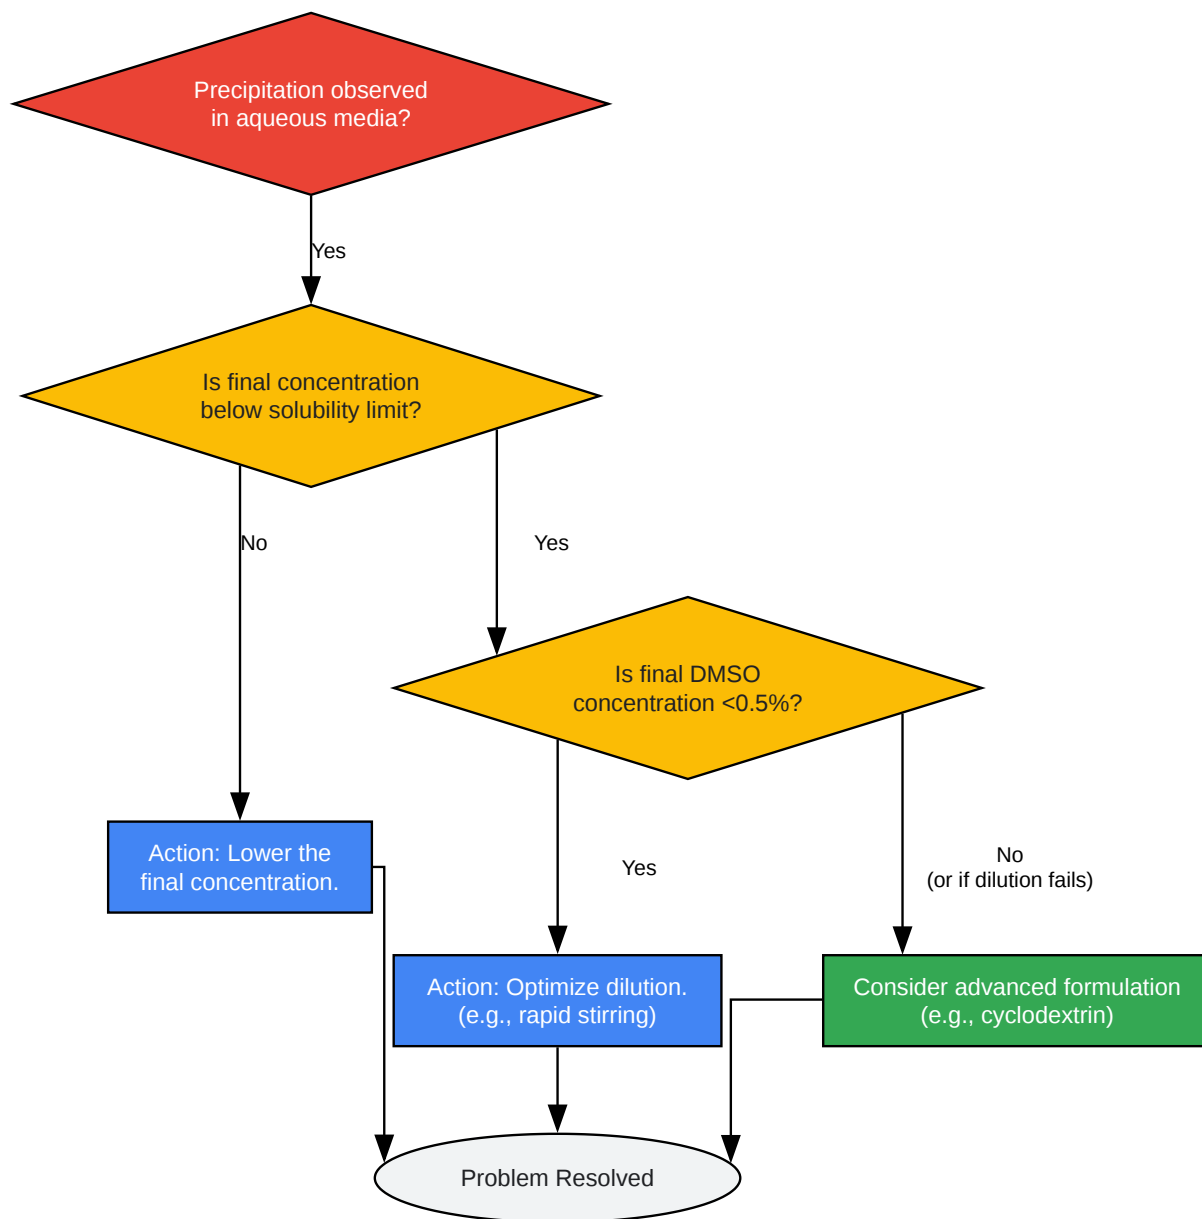 Precipitation observed
in aqueous media?
Yes
Is final concentration
below solubility limit?
No
Yes
Is final DMSO
concentration <0.5%?
Action: Lower the
final concentration.
Yes
No
(or if dilution fails)
Action: Optimize dilution.
(e.g., rapid stirring)
Consider advanced formulation
(e.g., cyclodextrin)
Problem Resolved